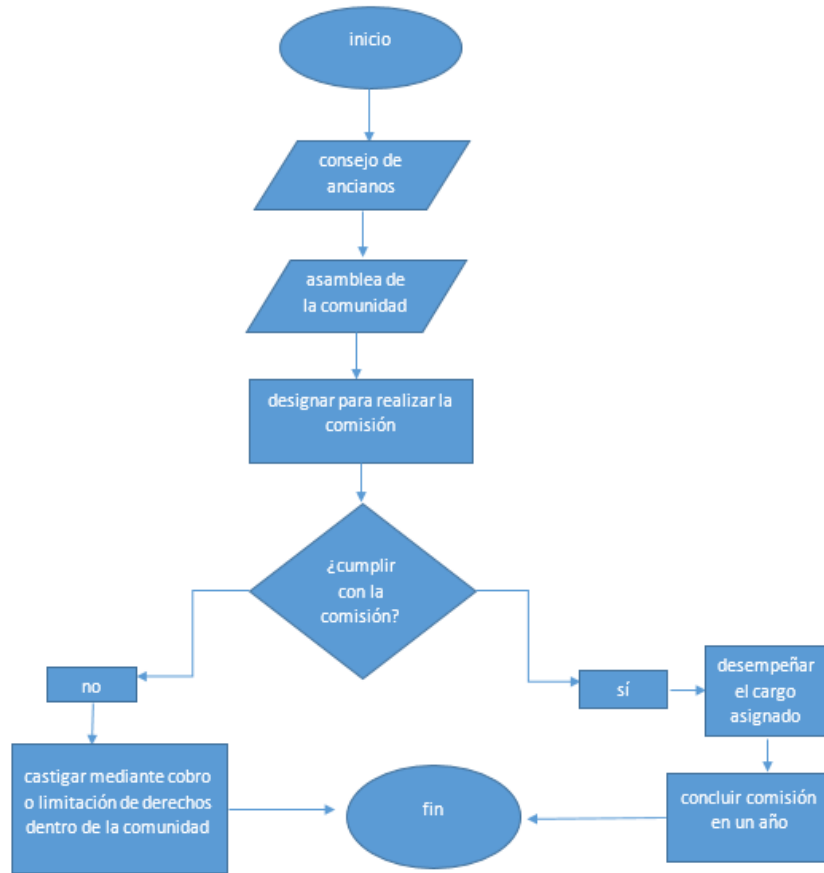 inicio
consejo de
ancianos
asamblea de
la comunidad
designar para realizar la
comisión
¿cumplir
con la
comisión?
no
sí
desempeñar
el cargo
asignado
castigar mediante cobro
o limitación de derechos
dentro de la comunidad
fin
concluir comisión
en un año